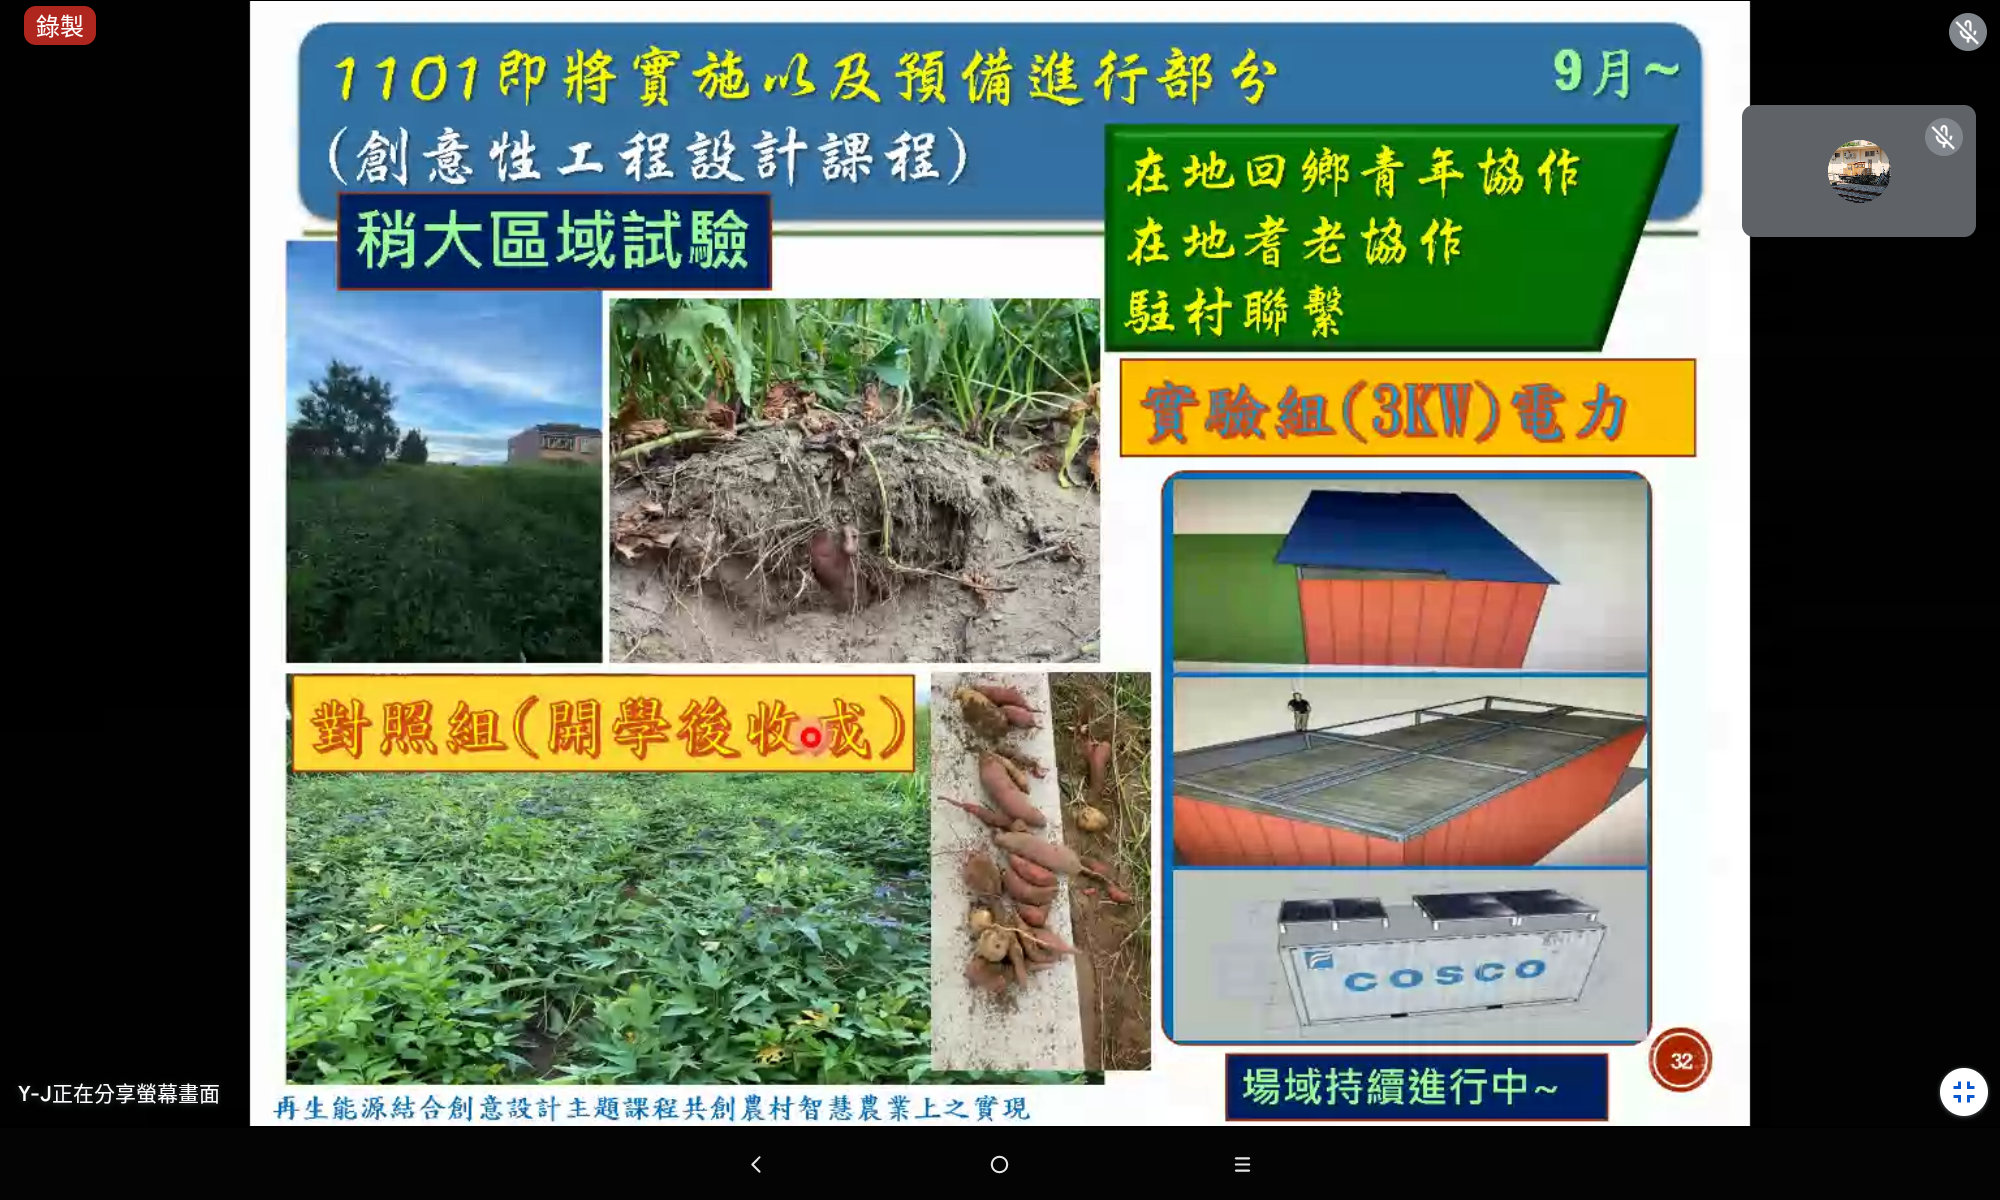 錄製
1101即將實施以及預備進行部分
9月~
(創意性工程設計課程)
在地回鄉青年協作
在地耆老協作
駐村聯繫
稍大區域試驗
實驗組(3KW)電力
對照組(開學後收成)
COSCO
32
場域持續進行中~
Y-J正在分享螢幕畫面
再生能源結合創意設計主題課程共創農村智慧農業上之實現